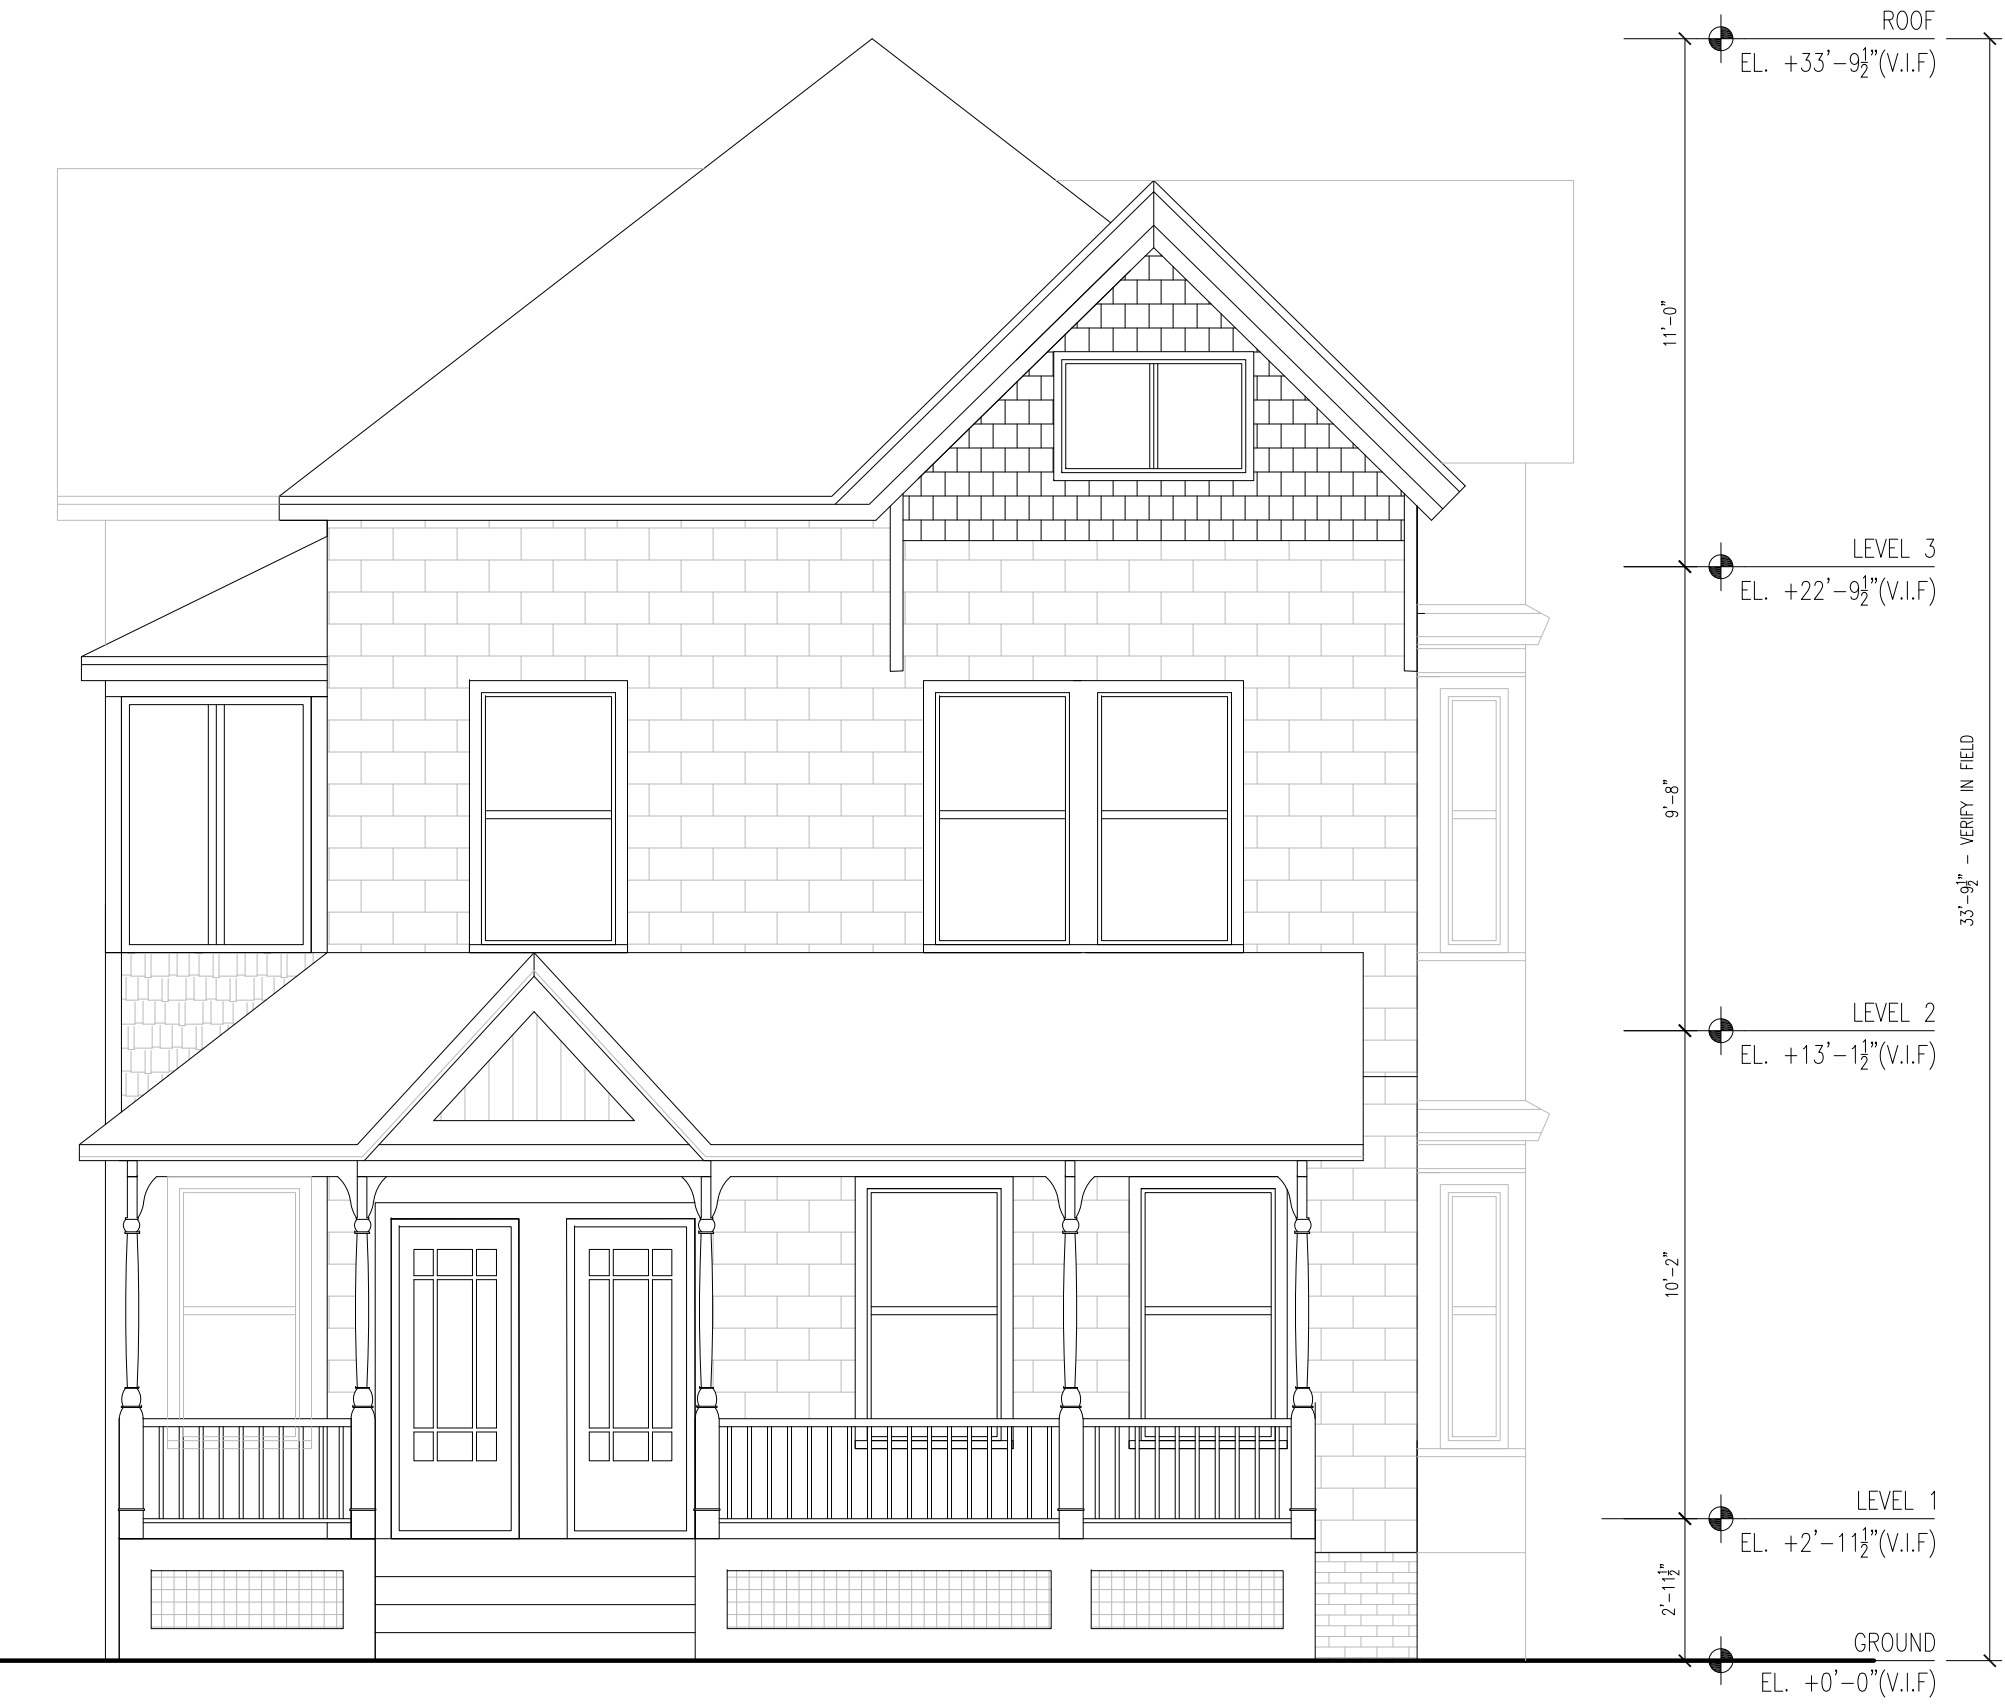 ROOF
EL. +33'-9½"(V.I.F)
11'-0"
LEVEL 3
EL. +22'-9½"(V.I.F)
9'-8"
33'-9½" - VERIFY IN FIELD
LEVEL 2
EL. +13'-1½"(V.I.F)
10'-2"
LEVEL 1
EL. +2'-11½"(V.I.F)
2'-11½"
GROUND
EL. +0'-0"(V.I.F)